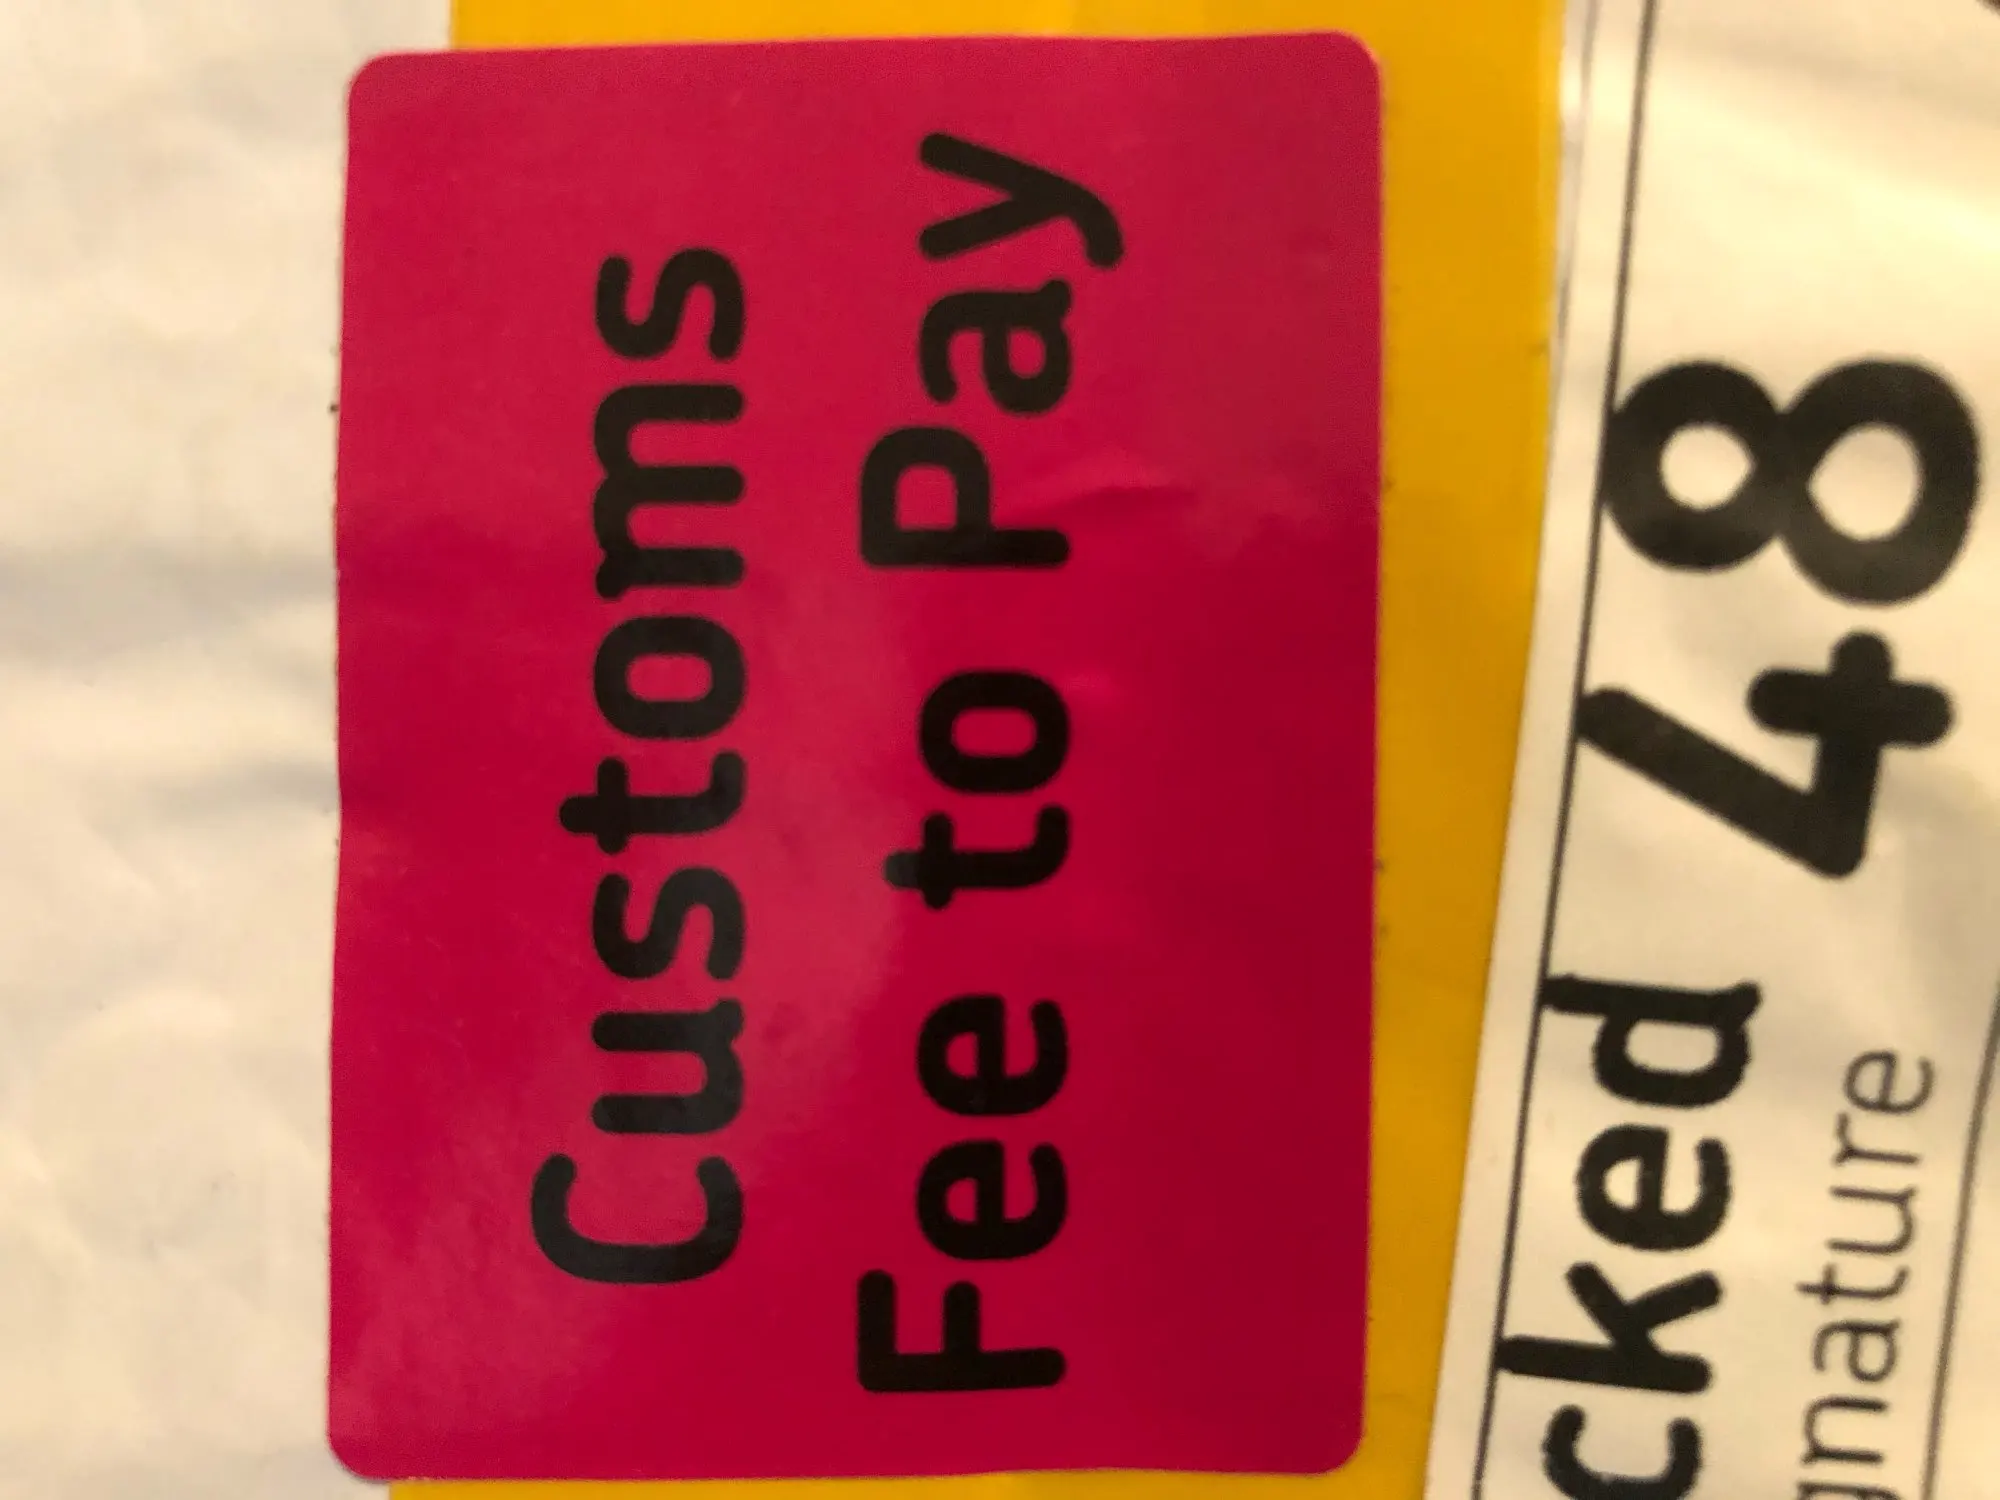 Customs
Fee to Pay
cked 48
gnature